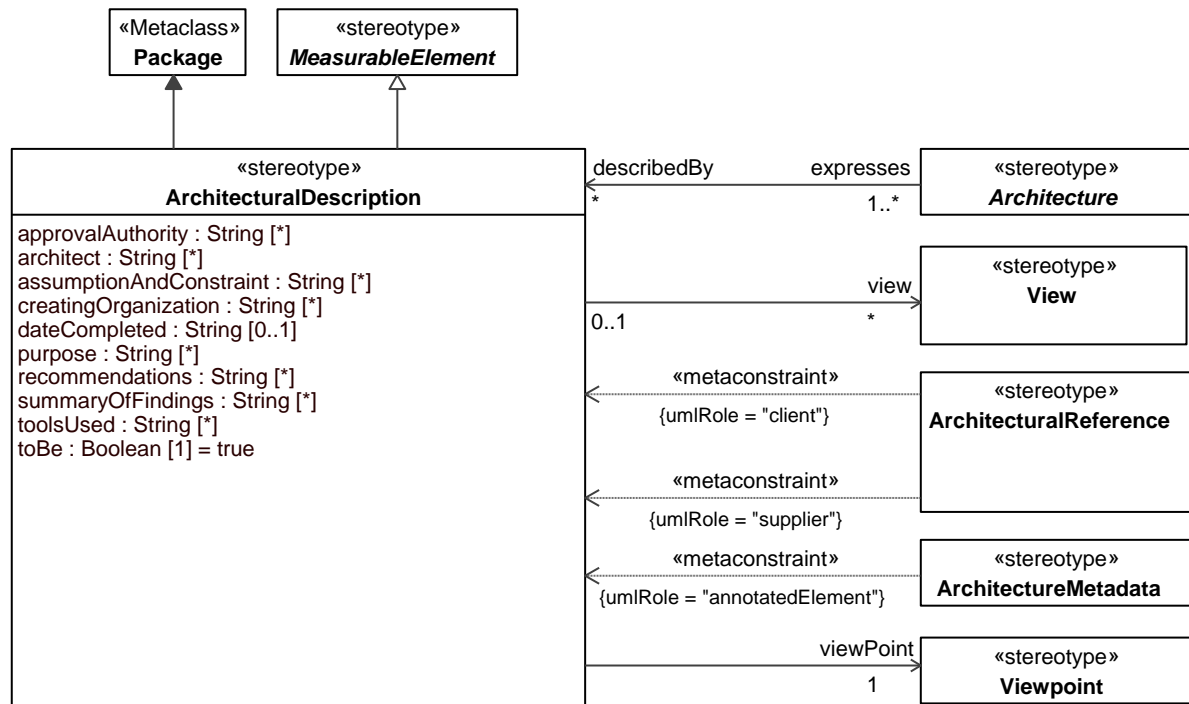 «Metaclass»
Package
«stereotype»
MeasurableElement
«stereotype»
ArchitecturalDescription
approvalAuthority : String [*]
architect : String [*]
assumptionAndConstraint : String [*]
creatingOrganization : String [*]
dateCompleted : String [0..1]
purpose : String [*]
recommendations : String [*]
summaryOfFindings : String [*]
toolsUsed : String [*]
toBe : Boolean [1] = true
describedBy
expresses
*
1..*
«stereotype»
Architecture
view
0..1
*
«stereotype»
View
«metaconstraint»
{umlRole = "client"}
«stereotype»
ArchitecturalReference
«metaconstraint»
{umlRole = "supplier"}
«metaconstraint»
{umlRole = "annotatedElement"}
«stereotype»
ArchitectureMetadata
viewPoint
1
«stereotype»
Viewpoint